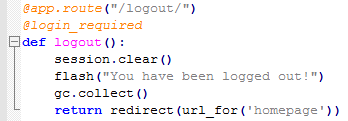 @app.route("/logout/")
@login_required
def logout():
    session.clear()
    flash("You have been logged out!")
    gc.collect()
    return redirect(url_for('homepage'))